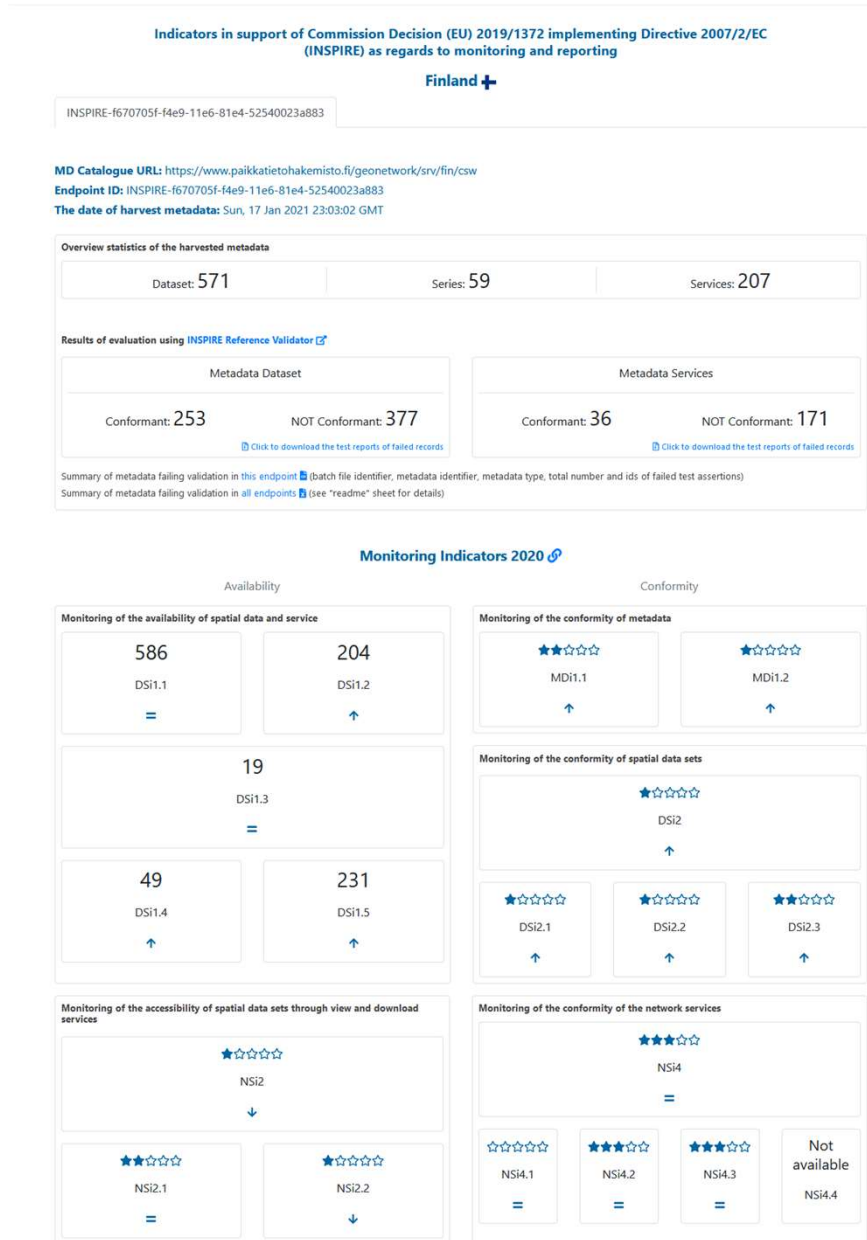 Indicators in support of Commission Decision (EU) 2019/1372 implementing Directive 2007/2/EC
(INSPIRE) as regards to monitoring and reporting
Finland
INSPIRE-f670705f-f4e9-11e6-81e4-52540023a883
MD Catalogue URL: https://www.paikkatietohakemisto.fi/geonetwork/srv/fin/csw
Endpoint ID: INSPIRE-f670705f-f4e9-11e6-81e4-52540023a883
The date of harvest metadata: Sun, 17 Jan 2021 23:03:02 GMT
Overview statistics of the harvested metadata
Dataset: 571 Series: 59 Services: 207
Results of evaluation using INSPIRE Reference Validator
Metadata Dataset
Conformant: 253 NOT Conformant: 377
Click to download the test reports of failed records
Metadata Services
Conformant: 36 NOT Conformant: 171
Click to download the test reports of failed records
Summary of metadata failing validation in this endpoint (batch file identifier, metadata identifier, metadata type, total number and ids of failed test assertions)
Summary of metadata failing validation in all endpoints (see "readme" sheet for details)
Monitoring Indicators 2020
Availability
Monitoring of the availability of spatial data and service
586 204
DSi1.1 DSi1.2
= ↑
19
DSi1.3
=
49 231
DSi1.4 DSi1.5
↑ ↑
Monitoring of the accessibility of spatial data sets through view and download
services
★☆☆☆☆
NSi2
↓
★★☆☆☆ ★☆☆☆☆
NSi2.1 NSi2.2
= ↓
Conformity
Monitoring of the conformity of metadata
★★☆☆☆ ★☆☆☆☆
MDi1.1 MDi1.2
↑ ↑
Monitoring of the conformity of spatial data sets
★☆☆☆☆
DSi2
↑
★☆☆☆☆ ★☆☆☆☆ ★★☆☆☆
DSi2.1 DSi2.2 DSi2.3
↑ ↑ ↑
Monitoring of the conformity of the network services
★★★☆☆
NSi4
=
☆☆☆☆☆ ★★★☆☆ ★★★☆☆ Not
available
NSi4.1 NSi4.2 NSi4.3 NSi4.4
= = =